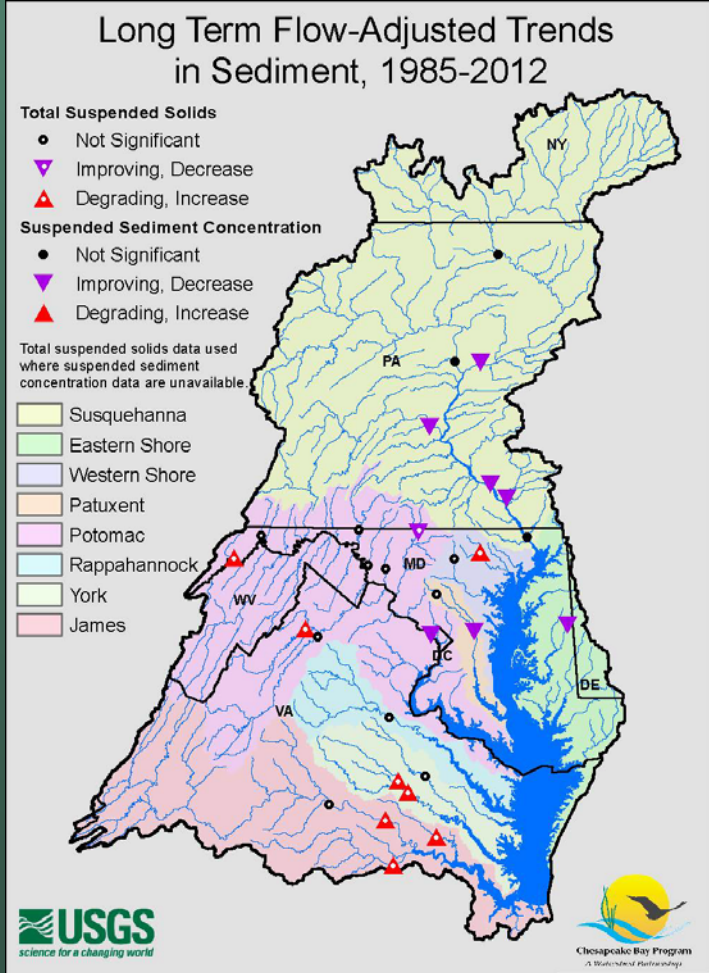 Long Term Flow-Adjusted Trends
in Sediment, 1985-2012
Total Suspended Solids
Not Significant
Improving, Decrease
Degrading, Increase
Suspended Sediment Concentration
Not Significant
Improving, Decrease
Degrading, Increase
Total suspended solids data used
where suspended sediment
concentration data are unavailable.
Susquehanna
Eastern Shore
Western Shore
Patuxent
Potomac
Rappahannock
York
James
NY
PA
MD
WV
DC
DE
VA
USGS
science for a changing world
Chesapeake Bay Program
A Watershed Partnership